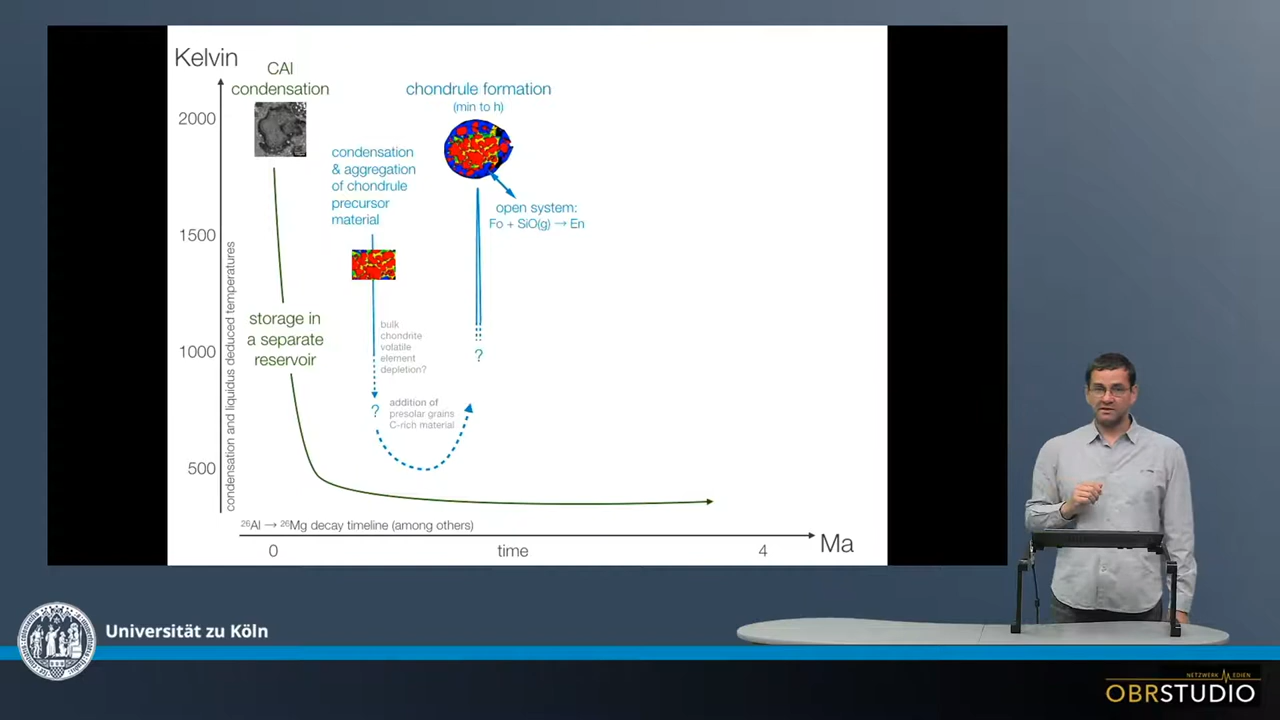 Kelvin
CAI
condensation
2000
1500
1000
500
condensation and liquidus deduced temperatures
chondrule formation
(min to h)
condensation
& aggregation
of chondrule
precursor
material
open system:
Fo + SiO(g) → En
storage in
a separate
reservoir
bulk
chondrite
volatile
element
depletion?
?
?
addition of
presolar grains
C-rich material
²⁶Al → ²⁶Mg decay timeline (among others)
0
time
4
Ma
Universität zu Köln
NETZWERK MEDIEN
OBRSTUDIO